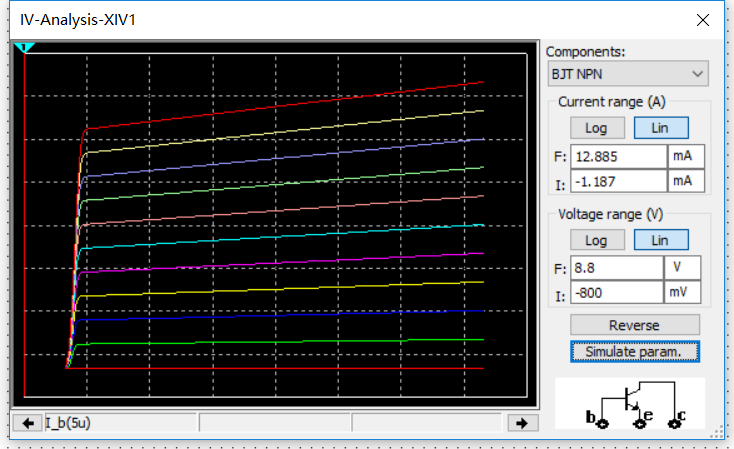 IV-Analysis-XIV1
1
Components:
BJT NPN
Current range (A)
Log Lin
F: 12.885 mA
I: -1.187 mA
Voltage range (V)
Log Lin
F: 8.8 V
I: -800 mV
Reverse
Simulate param.
b e c
I_b(5u)